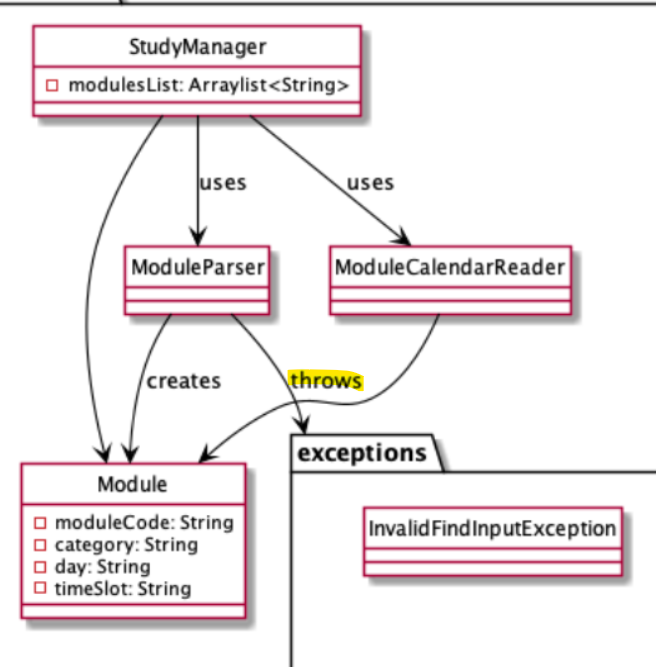 StudyManager
modulesList: Arraylist<String>
uses
uses
ModuleParser
ModuleCalendarReader
creates
throws
exceptions
Module
moduleCode: String
category: String
day: String
timeSlot: String
InvalidFindInputException